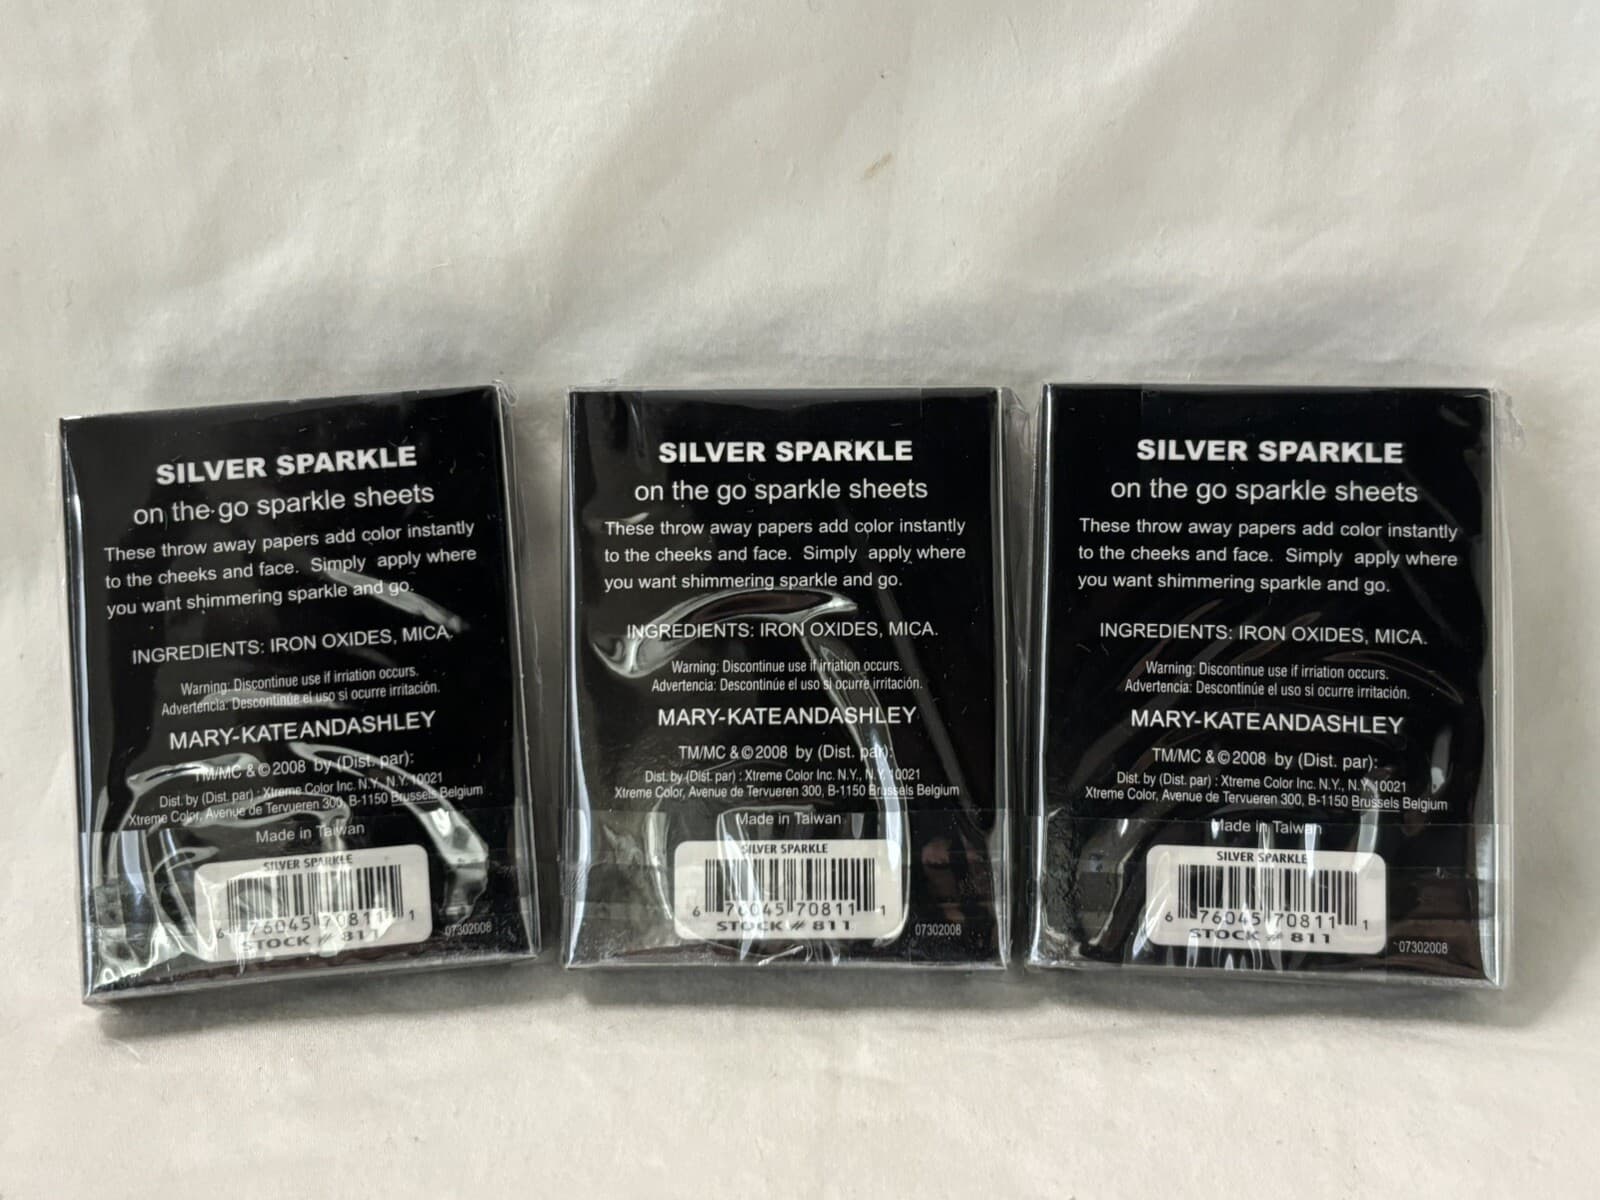 SILVER SPARKLE
on the go sparkle sheets
These throw away papers add color instantly
to the cheeks and face. Simply apply where
you want shimmering sparkle and go.
INGREDIENTS: IRON OXIDES, MICA.
Warning: Discontinue use if irriation occurs.
Advertencia: Descontinúe el uso si ocurre irritación.
MARY-KATEANDASHLEY
TM/MC & © 2008 by (Dist. par):
Dist. by (Dist. par) : Xtreme Color Inc. N.Y., N.Y. 10021
Xtreme Color, Avenue de Tervueren 300, B-1150 Brussels Belgium
Made in Taiwan
SILVER SPARKLE
6 76045 70811 1
STOCK # 811
07302008
SILVER SPARKLE
on the go sparkle sheets
These throw away papers add color instantly
to the cheeks and face. Simply apply where
you want shimmering sparkle and go.
INGREDIENTS: IRON OXIDES, MICA.
Warning: Discontinue use if irriation occurs.
Advertencia: Descontinúe el uso si ocurre irritación.
MARY-KATEANDASHLEY
TM/MC & © 2008 by (Dist. par):
Dist. by (Dist. par) : Xtreme Color Inc. N.Y., N.Y. 10021
Xtreme Color, Avenue de Tervueren 300, B-1150 Brussels Belgium
Made in Taiwan
SILVER SPARKLE
6 76045 70811 1
STOCK # 811
07302008
SILVER SPARKLE
on the go sparkle sheets
These throw away papers add color instantly
to the cheeks and face. Simply apply where
you want shimmering sparkle and go.
INGREDIENTS: IRON OXIDES, MICA.
Warning: Discontinue use if irriation occurs.
Advertencia: Descontinúe el uso si ocurre irritación.
MARY-KATEANDASHLEY
TM/MC & © 2008 by (Dist. par):
Dist. by (Dist. par) : Xtreme Color Inc. N.Y., N.Y. 10021
Xtreme Color, Avenue de Tervueren 300, B-1150 Brussels Belgium
Made in Taiwan
SILVER SPARKLE
6 76045 70811 1
STOCK # 811
07302008